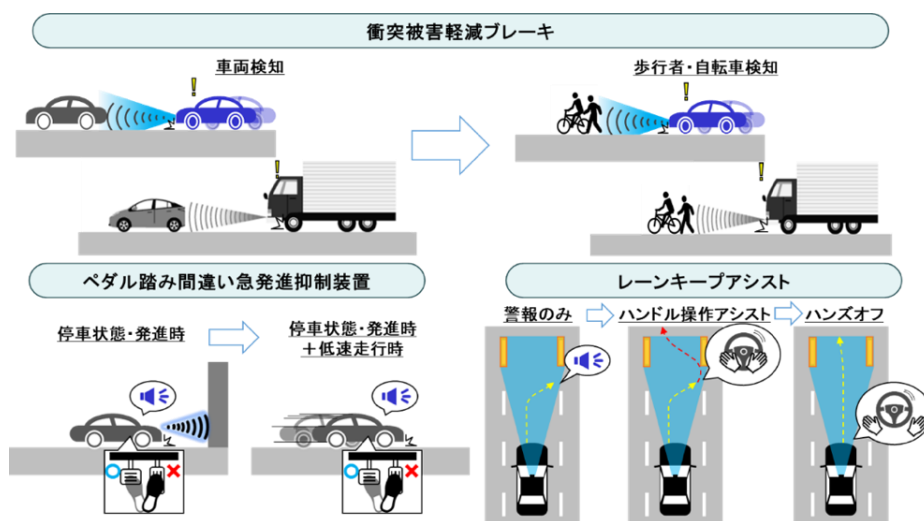 衝突被害軽減ブレーキ
車両検知
歩行者・自転車検知
ペダル踏み間違い急発進抑制装置
停車状態・発進時
停車状態・発進時
＋低速走行時
レーンキープアシスト
警報のみ
ハンドル操作アシスト
ハンズオフ